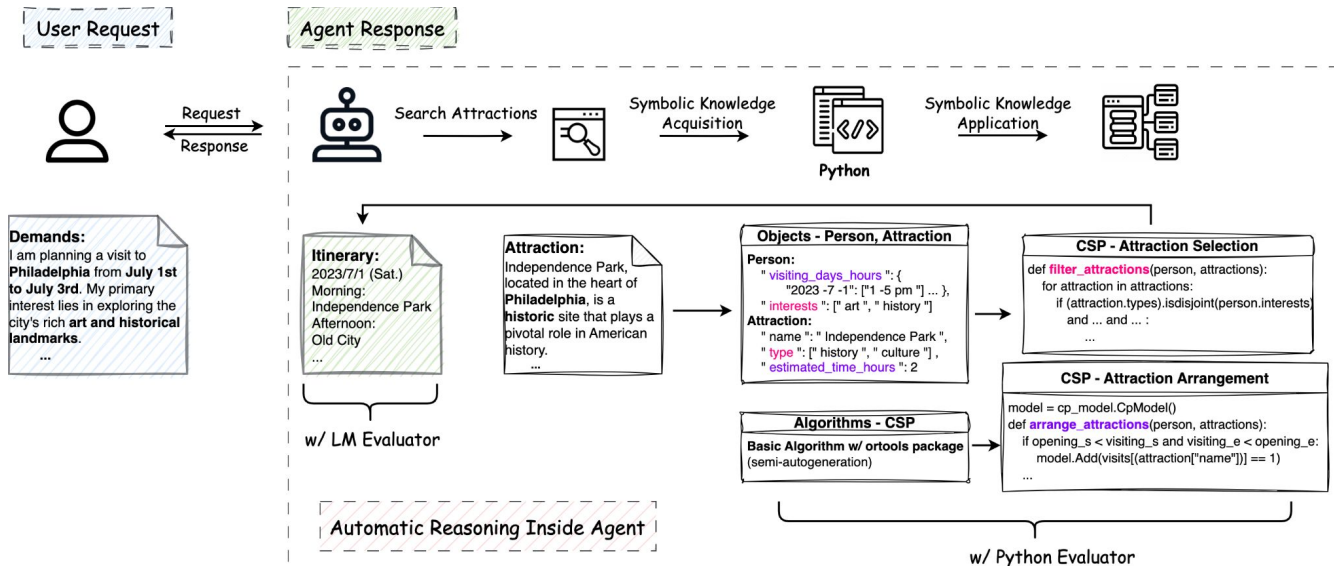 User Request
Agent Response
Request
Response
Search Attractions
Symbolic Knowledge
Acquisition
Python
Symbolic Knowledge
Application
Demands:
I am planning a visit to
Philadelphia from July 1st
to July 3rd. My primary
interest lies in exploring the
city's rich art and historical
landmarks.
...
Itinerary:
2023/7/1 (Sat.)
Morning:
Independence Park
Afternoon:
Old City
...
w/ LM Evaluator
Attraction:
Independence Park,
located in the heart of
Philadelphia, is a
historic site that plays a
pivotal role in American
history.
...
Objects - Person, Attraction
Person:
" visiting_days_hours ": {
"2023 -7 -1": ["1 -5 pm "] ... },
" interests ": [" art ", " history "]
Attraction:
" name ": " Independence Park ",
" type ": [" history ", " culture "] ,
" estimated_time_hours ": 2
Algorithms - CSP
Basic Algorithm w/ ortools package
(semi-autogeneration)
CSP - Attraction Selection
def filter_attractions(person, attractions):
for attraction in attractions:
if (attraction.types).isdisjoint(person.interests)
and ... and ... :
...
CSP - Attraction Arrangement
model = cp_model.CpModel()
def arrange_attractions(person, attractions):
if opening_s < visiting_s and visiting_e < opening_e:
model.Add(visits[(attraction["name"])] == 1)
...
Automatic Reasoning Inside Agent
w/ Python Evaluator